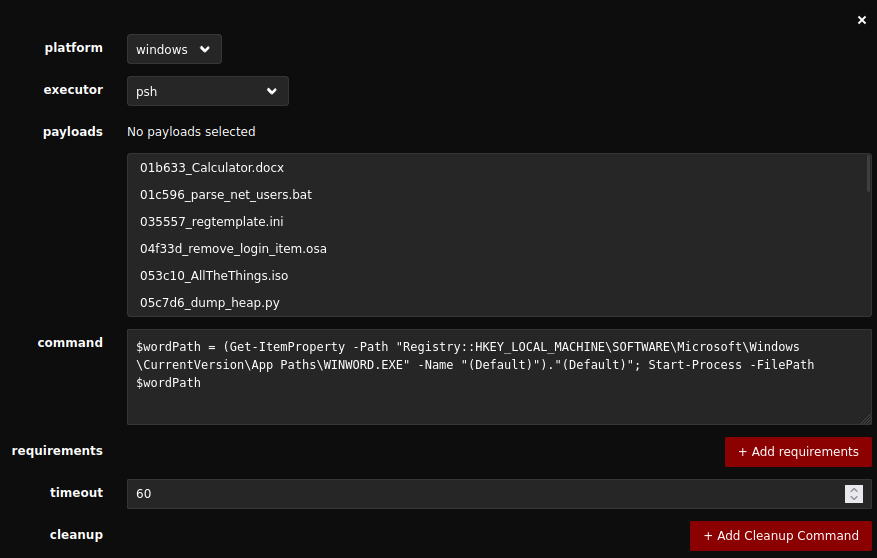 ×
platform windows
executor psh
payloads No payloads selected
01b633_Calculator.docx
01c596_parse_net_users.bat
035557_regtemplate.ini
04f33d_remove_login_item.osa
053c10_AllTheThings.iso
05c7d6_dump_heap.py
command $wordPath = (Get-ItemProperty -Path "Registry::HKEY_LOCAL_MACHINE\SOFTWARE\Microsoft\Windows
\CurrentVersion\App Paths\WINWORD.EXE" -Name "(Default)")."(Default)"; Start-Process -FilePath
$wordPath
requirements + Add requirements
timeout 60
cleanup + Add Cleanup Command